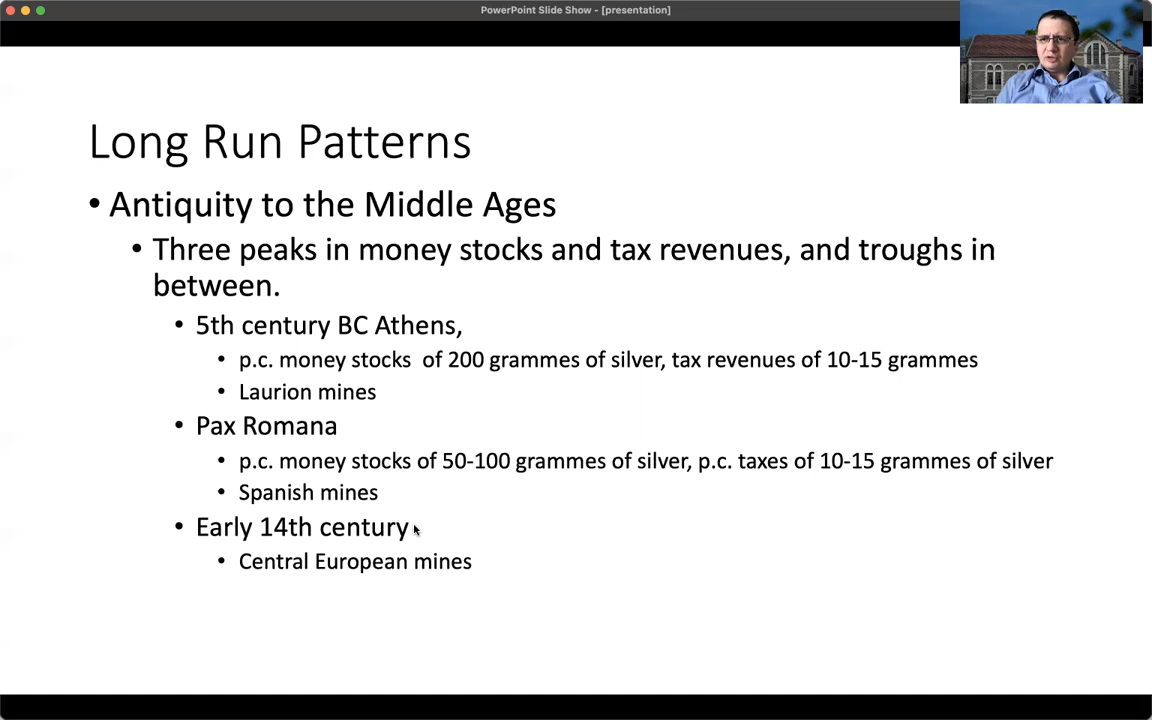 PowerPoint Slide Show - [presentation]
Long Run Patterns
• Antiquity to the Middle Ages
• Three peaks in money stocks and tax revenues, and troughs in
between.
• 5th century BC Athens,
• p.c. money stocks of 200 grammes of silver, tax revenues of 10-15 grammes
• Laurion mines
• Pax Romana
• p.c. money stocks of 50-100 grammes of silver, p.c. taxes of 10-15 grammes of silver
• Spanish mines
• Early 14th century
• Central European mines